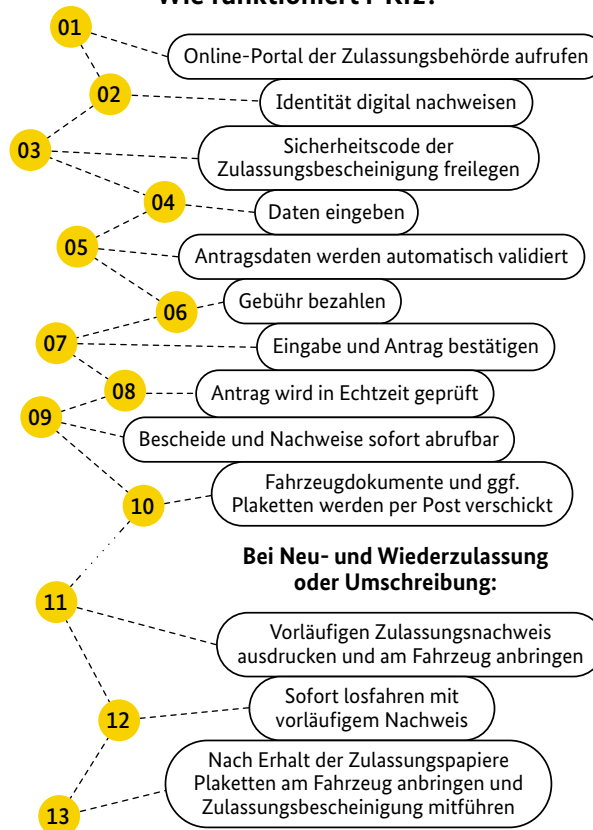 Wie funktioniert i-Kfz?
01
Online-Portal der Zulassungsbehörde aufrufen
02
Identität digital nachweisen
03
Sicherheitscode der
Zulassungsbescheinigung freilegen
04
Daten eingeben
05
Antragsdaten werden automatisch validiert
06
Gebühr bezahlen
07
Eingabe und Antrag bestätigen
08
Antrag wird in Echtzeit geprüft
09
Bescheide und Nachweise sofort abrufbar
10
Fahrzeugdokumente und ggf.
Plaketten werden per Post verschickt
Bei Neu- und Wiederzulassung
oder Umschreibung:
11
Vorläufigen Zulassungsnachweis
ausdrucken und am Fahrzeug anbringen
12
Sofort losfahren mit
vorläufigem Nachweis
13
Nach Erhalt der Zulassungspapiere
Plaketten am Fahrzeug anbringen und
Zulassungsbescheinigung mitführen